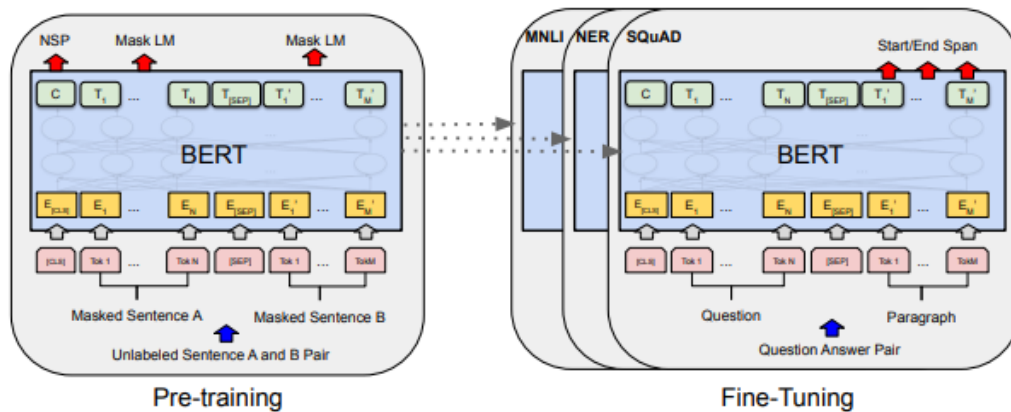 NSP Mask LM Mask LM
C T1 ... TN T[SEP] T1' ... TM'
BERT
E[CLS] E1 ... EN E[SEP] E1' ... EM'
[CLS] Tok 1 ... Tok N [SEP] Tok 1 ... TokM
Masked Sentence A Masked Sentence B
Unlabeled Sentence A and B Pair
Pre-training
MNLI NER SQuAD
Start/End Span
C T1 ... TN T[SEP] T1' ... TM'
BERT
E[CLS] E1 ... EN E[SEP] E1' ... EM'
[CLS] Tok 1 ... Tok N [SEP] Tok 1 ... TokM
Question Paragraph
Question Answer Pair
Fine-Tuning